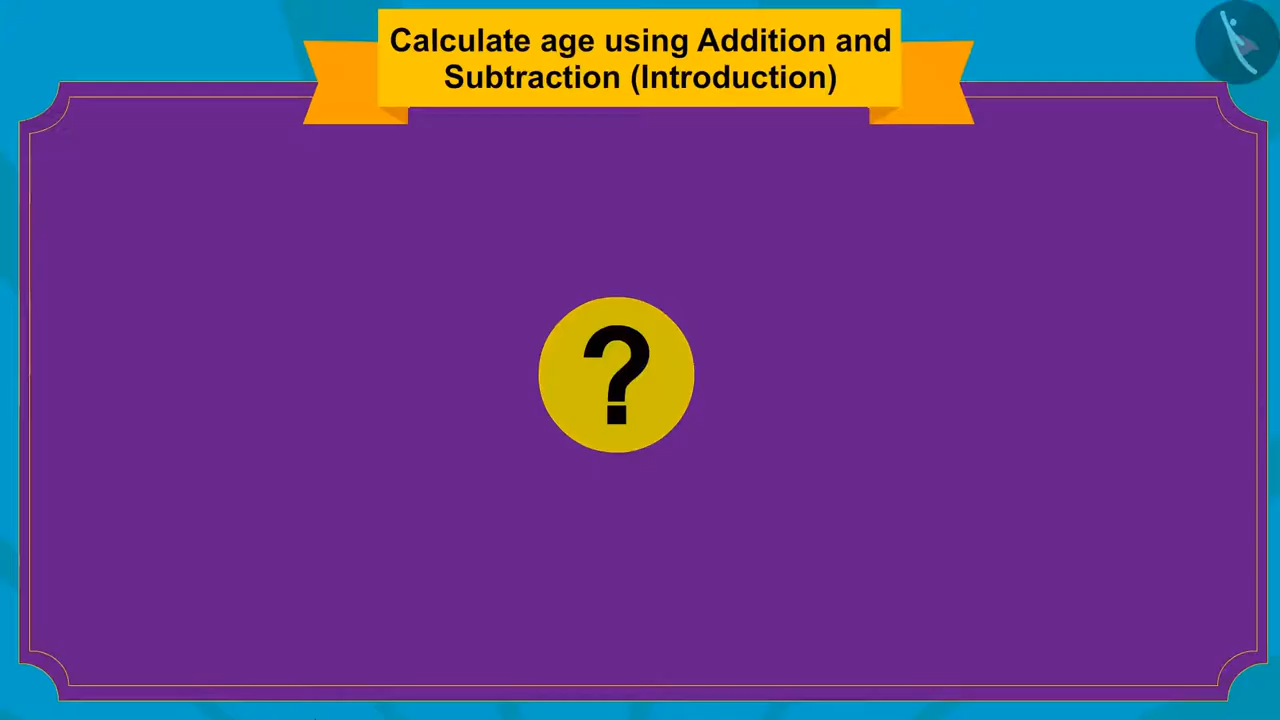 Calculate age using Addition and
Subtraction (Introduction)
?